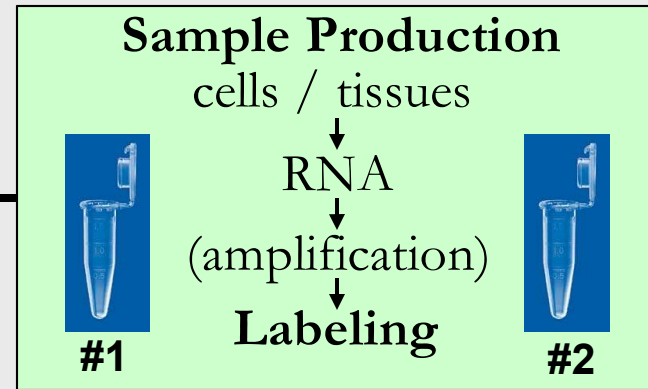 Sample Production
cells / tissues
RNA
(amplification)
Labeling
#1
#2